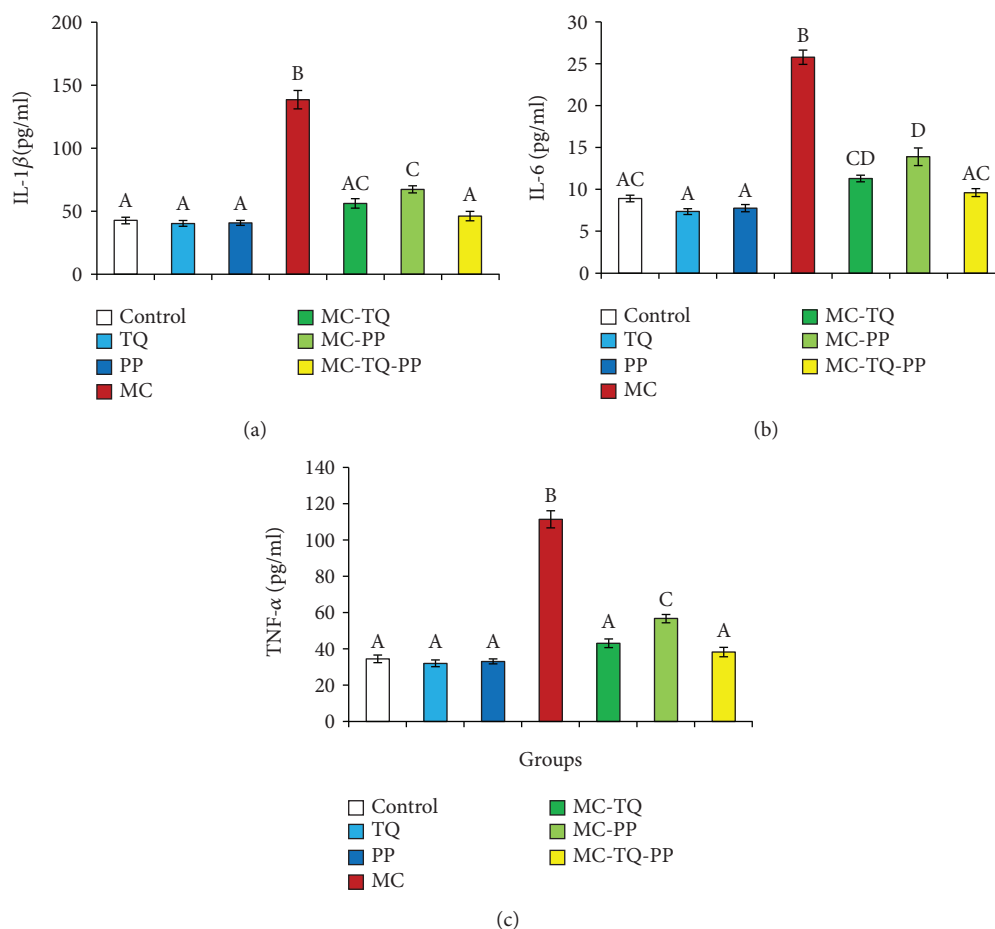 200
150
100
50
0
IL-1β(pg/ml)
A
A
A
B
AC
C
A
Control
TQ
PP
MC
MC-TQ
MC-PP
MC-TQ-PP
(a)
30
25
20
15
10
5
0
IL-6 (pg/ml)
AC
A
A
B
CD
D
AC
Control
TQ
PP
MC
MC-TQ
MC-PP
MC-TQ-PP
(b)
140
120
100
80
60
40
20
0
TNF-α (pg/ml)
A
A
A
B
A
C
A
Groups
Control
TQ
PP
MC
MC-TQ
MC-PP
MC-TQ-PP
(c)